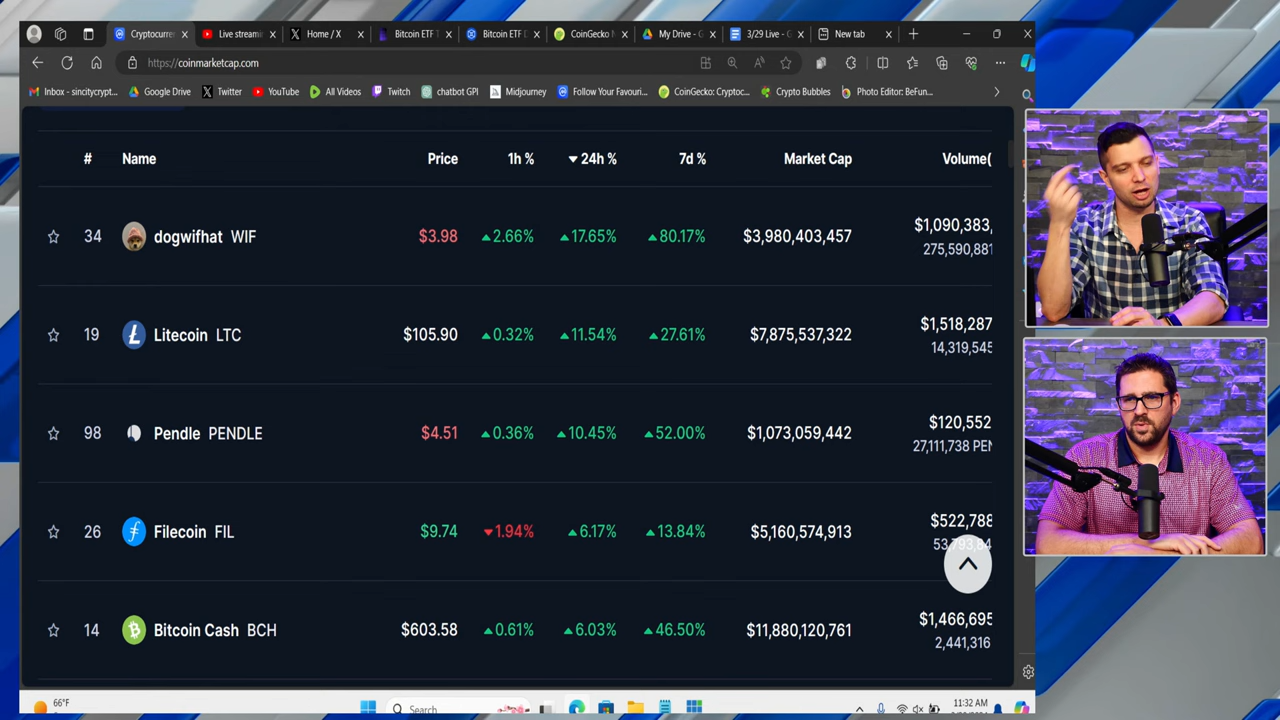 Cryptocurre
Live streami
Home / X
Bitcoin ETF T
Bitcoin ETF D
CoinGecko
My Drive - G
3/29 Live - G
New tab
https://coinmarketcap.com
Inbox - sincitycrypt...
Google Drive
Twitter
YouTube
All Videos
Twitch
chatbot GPI
Midjourney
Follow Your Favouri...
CoinGecko: Cryptoc...
Crypto Bubbles
Photo Editor: BeFun...
# Name Price 1h % 24h % 7d % Market Cap Volume(
34 dogwifhat WIF $3.98 2.66% 17.65% 80.17% $3,980,403,457 $1,090,383,
275,590,881
19 Litecoin LTC $105.90 0.32% 11.54% 27.61% $7,875,537,322 $1,518,287
14,319,545
98 Pendle PENDLE $4.51 0.36% 10.45% 52.00% $1,073,059,442 $120,552
27,111,738 PEN
26 Filecoin FIL $9.74 1.94% 6.17% 13.84% $5,160,574,913 $522,788
14 Bitcoin Cash BCH $603.58 0.61% 6.03% 46.50% $11,880,120,761 $1,466,695
2,441,316
66°F
Search
11:32 AM